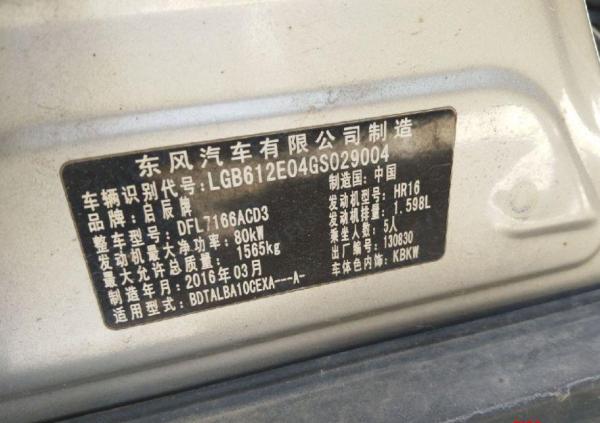 东风汽车有限公司制造
车辆识别代号: LGB612E04GS029004
品牌: 启辰牌 制造国: 中国
整车型号: DFL7166ACD3 发动机型号: HR16
发动机最大净功率: 80kW 发动机排量: 1.598L
最大允许总质量: 1565kg 乘坐人数: 5人
制造年月: 2016年03月 出厂编号: 130830
适用型式: BDTALBA10CEXA---A- 车体色内饰: KBKW